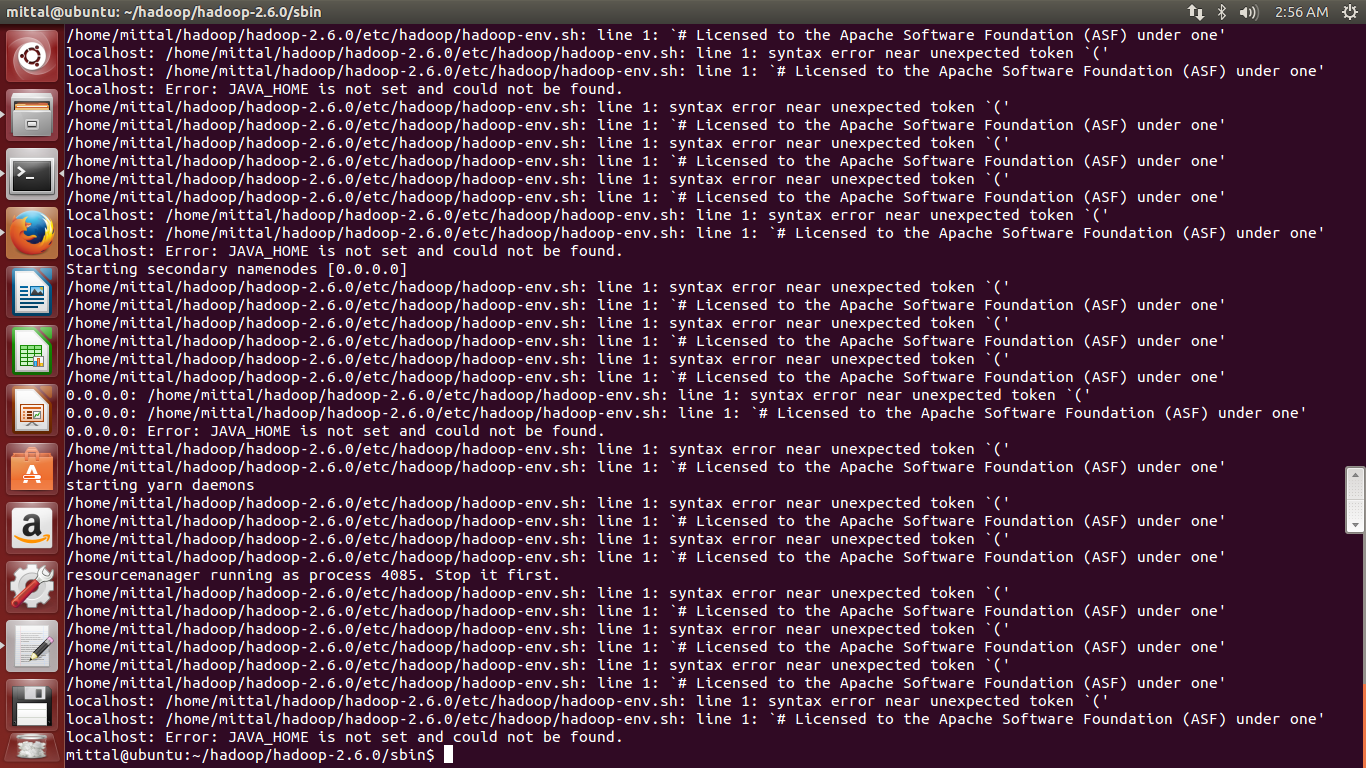 mittal@ubuntu: ~/hadoop/hadoop-2.6.0/sbin
2:56 AM
/home/mittal/hadoop/hadoop-2.6.0/etc/hadoop/hadoop-env.sh: line 1: `# Licensed to the Apache Software Foundation (ASF) under one'
localhost: /home/mittal/hadoop/hadoop-2.6.0/etc/hadoop/hadoop-env.sh: line 1: syntax error near unexpected token `('
localhost: /home/mittal/hadoop/hadoop-2.6.0/etc/hadoop/hadoop-env.sh: line 1: `# Licensed to the Apache Software Foundation (ASF) under one'
localhost: Error: JAVA_HOME is not set and could not be found.
/home/mittal/hadoop/hadoop-2.6.0/etc/hadoop/hadoop-env.sh: line 1: syntax error near unexpected token `('
/home/mittal/hadoop/hadoop-2.6.0/etc/hadoop/hadoop-env.sh: line 1: `# Licensed to the Apache Software Foundation (ASF) under one'
/home/mittal/hadoop/hadoop-2.6.0/etc/hadoop/hadoop-env.sh: line 1: syntax error near unexpected token `('
/home/mittal/hadoop/hadoop-2.6.0/etc/hadoop/hadoop-env.sh: line 1: `# Licensed to the Apache Software Foundation (ASF) under one'
/home/mittal/hadoop/hadoop-2.6.0/etc/hadoop/hadoop-env.sh: line 1: syntax error near unexpected token `('
/home/mittal/hadoop/hadoop-2.6.0/etc/hadoop/hadoop-env.sh: line 1: `# Licensed to the Apache Software Foundation (ASF) under one'
localhost: /home/mittal/hadoop/hadoop-2.6.0/etc/hadoop/hadoop-env.sh: line 1: syntax error near unexpected token `('
localhost: /home/mittal/hadoop/hadoop-2.6.0/etc/hadoop/hadoop-env.sh: line 1: `# Licensed to the Apache Software Foundation (ASF) under one'
localhost: Error: JAVA_HOME is not set and could not be found.
Starting secondary namenodes [0.0.0.0]
/home/mittal/hadoop/hadoop-2.6.0/etc/hadoop/hadoop-env.sh: line 1: syntax error near unexpected token `('
/home/mittal/hadoop/hadoop-2.6.0/etc/hadoop/hadoop-env.sh: line 1: `# Licensed to the Apache Software Foundation (ASF) under one'
/home/mittal/hadoop/hadoop-2.6.0/etc/hadoop/hadoop-env.sh: line 1: syntax error near unexpected token `('
/home/mittal/hadoop/hadoop-2.6.0/etc/hadoop/hadoop-env.sh: line 1: `# Licensed to the Apache Software Foundation (ASF) under one'
/home/mittal/hadoop/hadoop-2.6.0/etc/hadoop/hadoop-env.sh: line 1: syntax error near unexpected token `('
/home/mittal/hadoop/hadoop-2.6.0/etc/hadoop/hadoop-env.sh: line 1: `# Licensed to the Apache Software Foundation (ASF) under one'
0.0.0.0: /home/mittal/hadoop/hadoop-2.6.0/etc/hadoop/hadoop-env.sh: line 1: syntax error near unexpected token `('
0.0.0.0: /home/mittal/hadoop/hadoop-2.6.0/etc/hadoop/hadoop-env.sh: line 1: `# Licensed to the Apache Software Foundation (ASF) under one'
0.0.0.0: Error: JAVA_HOME is not set and could not be found.
/home/mittal/hadoop/hadoop-2.6.0/etc/hadoop/hadoop-env.sh: line 1: syntax error near unexpected token `('
/home/mittal/hadoop/hadoop-2.6.0/etc/hadoop/hadoop-env.sh: line 1: `# Licensed to the Apache Software Foundation (ASF) under one'
starting yarn daemons
/home/mittal/hadoop/hadoop-2.6.0/etc/hadoop/hadoop-env.sh: line 1: syntax error near unexpected token `('
/home/mittal/hadoop/hadoop-2.6.0/etc/hadoop/hadoop-env.sh: line 1: `# Licensed to the Apache Software Foundation (ASF) under one'
/home/mittal/hadoop/hadoop-2.6.0/etc/hadoop/hadoop-env.sh: line 1: syntax error near unexpected token `('
/home/mittal/hadoop/hadoop-2.6.0/etc/hadoop/hadoop-env.sh: line 1: `# Licensed to the Apache Software Foundation (ASF) under one'
resourcemanager running as process 4085. Stop it first.
/home/mittal/hadoop/hadoop-2.6.0/etc/hadoop/hadoop-env.sh: line 1: syntax error near unexpected token `('
/home/mittal/hadoop/hadoop-2.6.0/etc/hadoop/hadoop-env.sh: line 1: `# Licensed to the Apache Software Foundation (ASF) under one'
/home/mittal/hadoop/hadoop-2.6.0/etc/hadoop/hadoop-env.sh: line 1: syntax error near unexpected token `('
/home/mittal/hadoop/hadoop-2.6.0/etc/hadoop/hadoop-env.sh: line 1: `# Licensed to the Apache Software Foundation (ASF) under one'
/home/mittal/hadoop/hadoop-2.6.0/etc/hadoop/hadoop-env.sh: line 1: syntax error near unexpected token `('
/home/mittal/hadoop/hadoop-2.6.0/etc/hadoop/hadoop-env.sh: line 1: `# Licensed to the Apache Software Foundation (ASF) under one'
localhost: /home/mittal/hadoop/hadoop-2.6.0/etc/hadoop/hadoop-env.sh: line 1: syntax error near unexpected token `('
localhost: /home/mittal/hadoop/hadoop-2.6.0/etc/hadoop/hadoop-env.sh: line 1: `# Licensed to the Apache Software Foundation (ASF) under one'
localhost: Error: JAVA_HOME is not set and could not be found.
mittal@ubuntu:~/hadoop/hadoop-2.6.0/sbin$